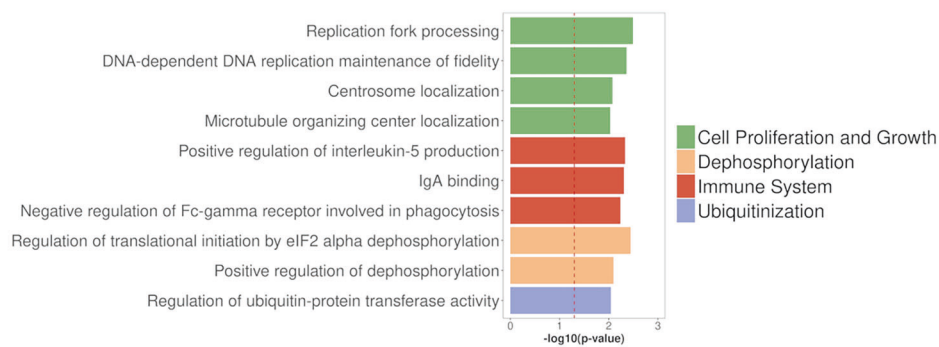 Replication fork processing
DNA-dependent DNA replication maintenance of fidelity
Centrosome localization
Microtubule organizing center localization
Positive regulation of interleukin-5 production
IgA binding
Negative regulation of Fc-gamma receptor involved in phagocytosis
Regulation of translational initiation by eIF2 alpha dephosphorylation
Positive regulation of dephosphorylation
Regulation of ubiquitin-protein transferase activity
0 1 2 3
-log10(p-value)
Cell Proliferation and Growth
Dephosphorylation
Immune System
Ubiquitinization